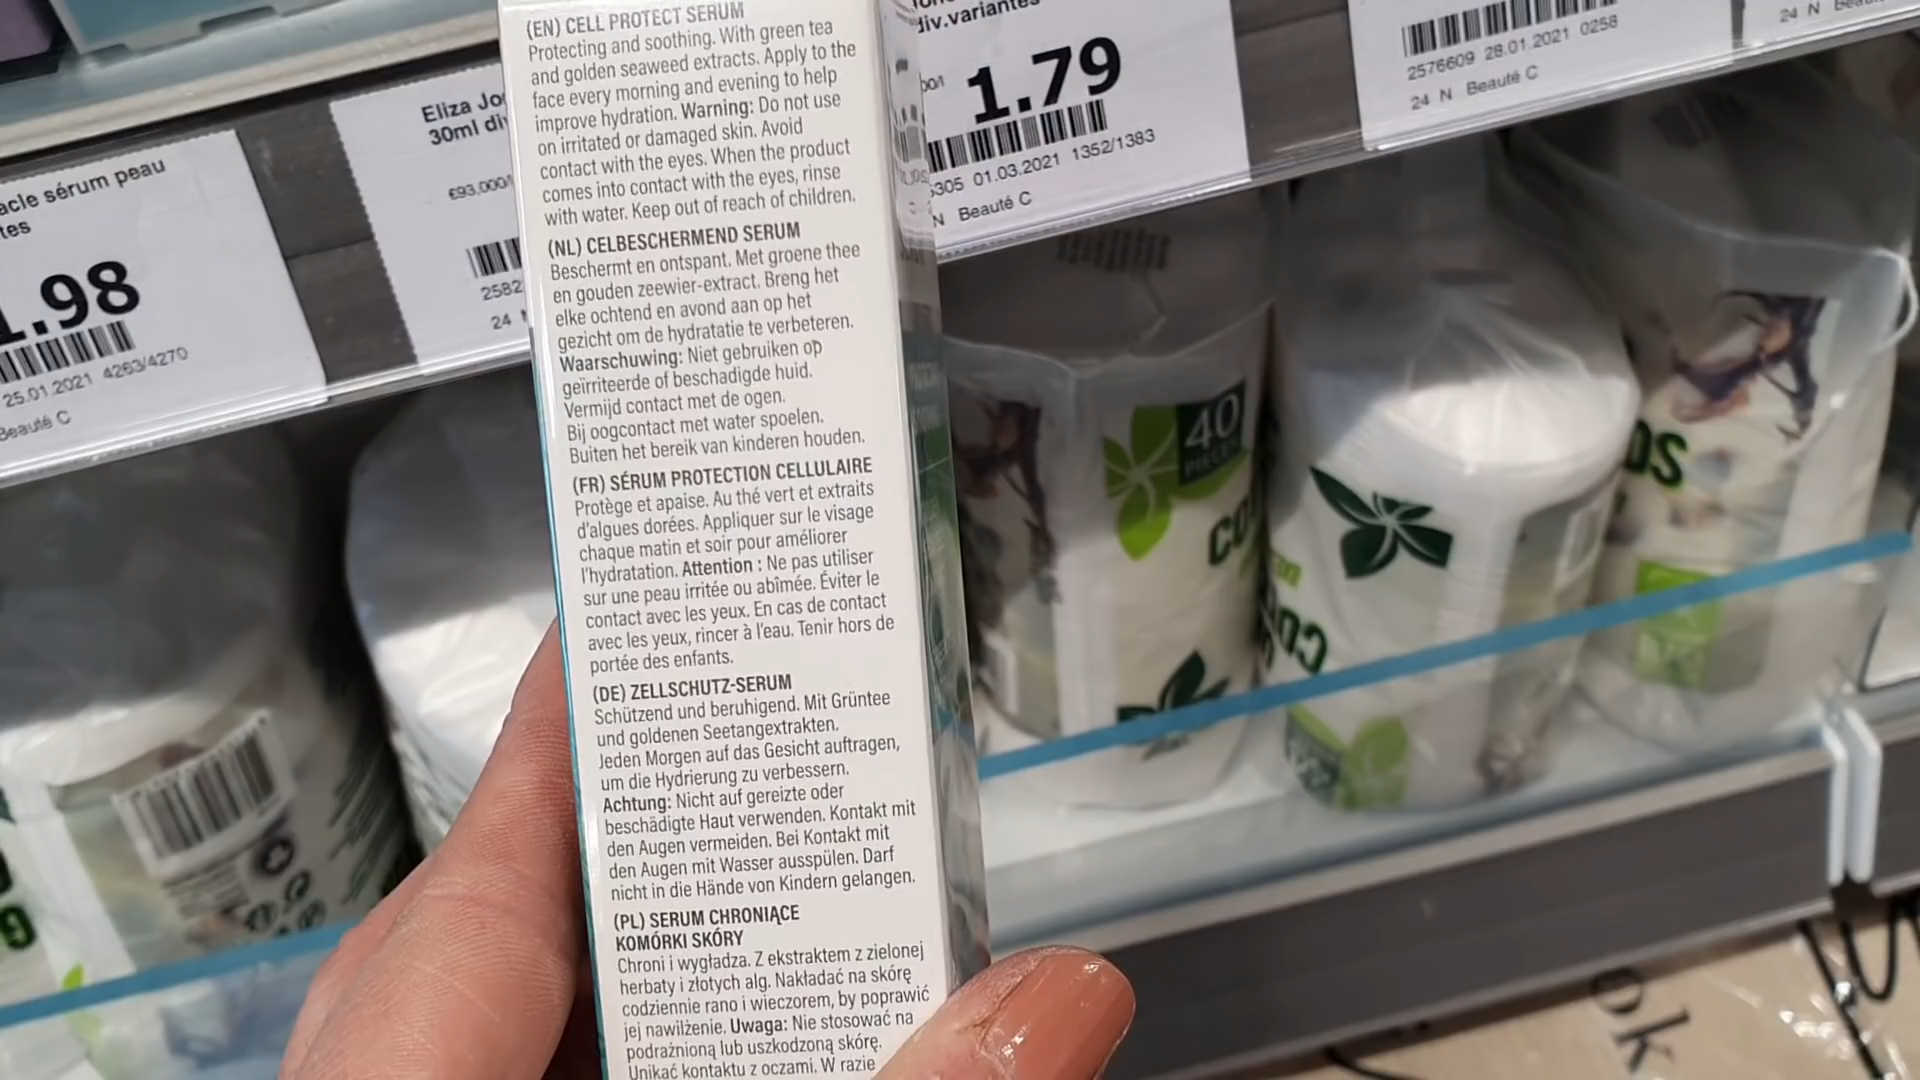 (EN) CELL PROTECT SERUM
Protecting and soothing. With green tea
and golden seaweed extracts. Apply to the
face every morning and evening to help
improve hydration. Warning: Do not use
on irritated or damaged skin. Avoid
contact with the eyes. When the product
comes into contact with the eyes, rinse
with water. Keep out of reach of children.
(NL) CELBESCHERMEND SERUM
Beschermt en ontspant. Met groene thee
en gouden zeewier-extract. Breng het
elke ochtend en avond aan op het
gezicht om de hydratatie te verbeteren.
Waarschuwing: Niet gebruiken op
geïrriteerde of beschadigde huid.
Vermijd contact met de ogen.
Bij oogcontact met water spoelen.
Buiten het bereik van kinderen houden.
(FR) SÉRUM PROTECTION CELLULAIRE
Protège et apaise. Au thé vert et extraits
d'algues dorées. Appliquer sur le visage
chaque matin et soir pour améliorer
l'hydratation. Attention : Ne pas utiliser
sur une peau irritée ou abîmée. Éviter le
contact avec les yeux. En cas de contact
avec les yeux, rincer à l'eau. Tenir hors de
portée des enfants.
(DE) ZELLSCHUTZ-SERUM
Schützend und beruhigend. Mit Grüntee
und goldenen Seetangextrakten.
Jeden Morgen auf das Gesicht auftragen,
um die Hydrierung zu verbessern.
Achtung: Nicht auf gereizte oder
beschädigte Haut verwenden. Kontakt mit
den Augen vermeiden. Bei Kontakt mit
den Augen mit Wasser ausspülen. Darf
nicht in die Hände von Kindern gelangen.
(PL) SERUM CHRONIĄCE
KOMÓRKI SKÓRY
Chroni i wygładza. Z ekstraktem z zielonej
herbaty i złotych alg. Nakładać na skórę
codziennie rano i wieczorem, by poprawić
jej nawilżenie. Uwaga: Nie stosować na
podrażnioną lub uszkodzoną skórę.
Unikać kontaktu z oczami. W razie
acle sérum peau
tes
1.98
25.01.2021 4263/4270
Beauté C
Eliza Jo
30ml di
€93.000/
2582
24
div.variantes
1.79
305 01.03.2021 1352/1383
N Beauté C
2576609 28.01.2021 0258
24 N Beauté C
24 N
40
PIECES
ok